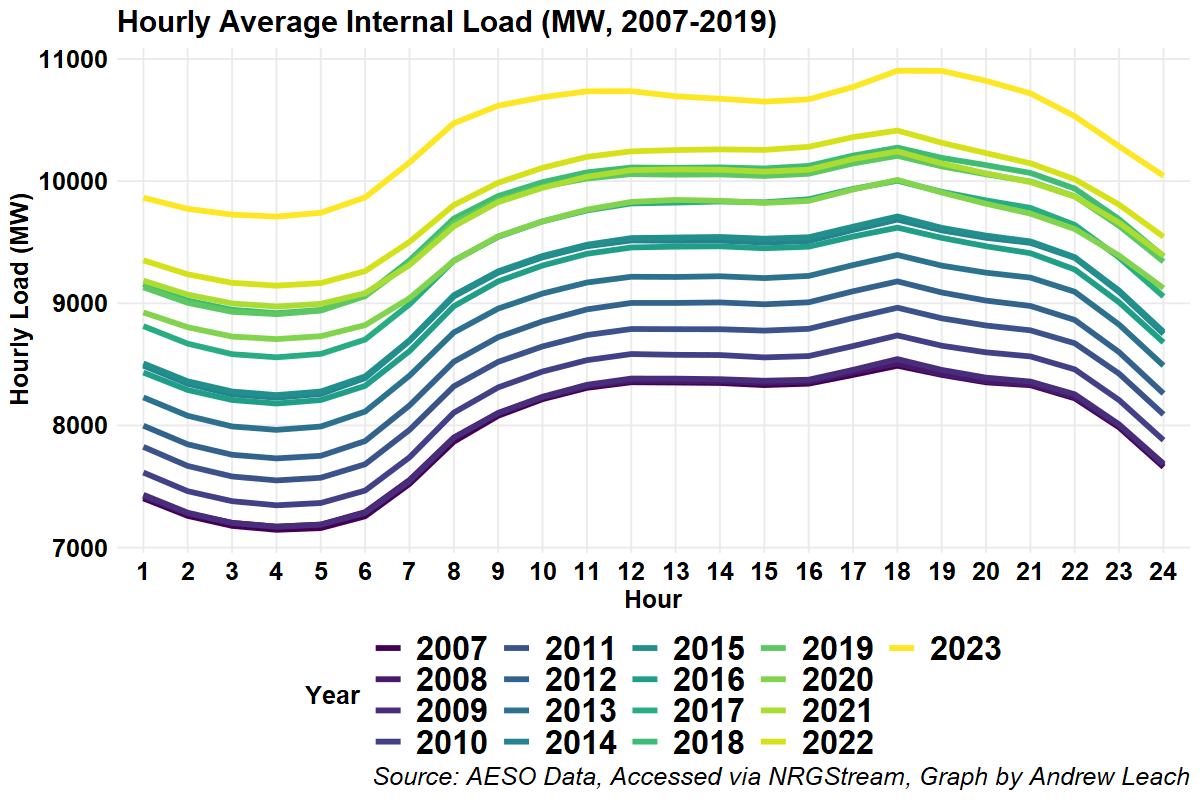 Hourly Average Internal Load (MW, 2007-2019)
Hourly Load (MW)
11000
10000
9000
8000
7000
1 2 3 4 5 6 7 8 9 10 11 12 13 14 15 16 17 18 19 20 21 22 23 24
Hour
Year
2007 2011 2015 2019 2023
2008 2012 2016 2020
2009 2013 2017 2021
2010 2014 2018 2022
Source: AESO Data, Accessed via NRGStream, Graph by Andrew Leach